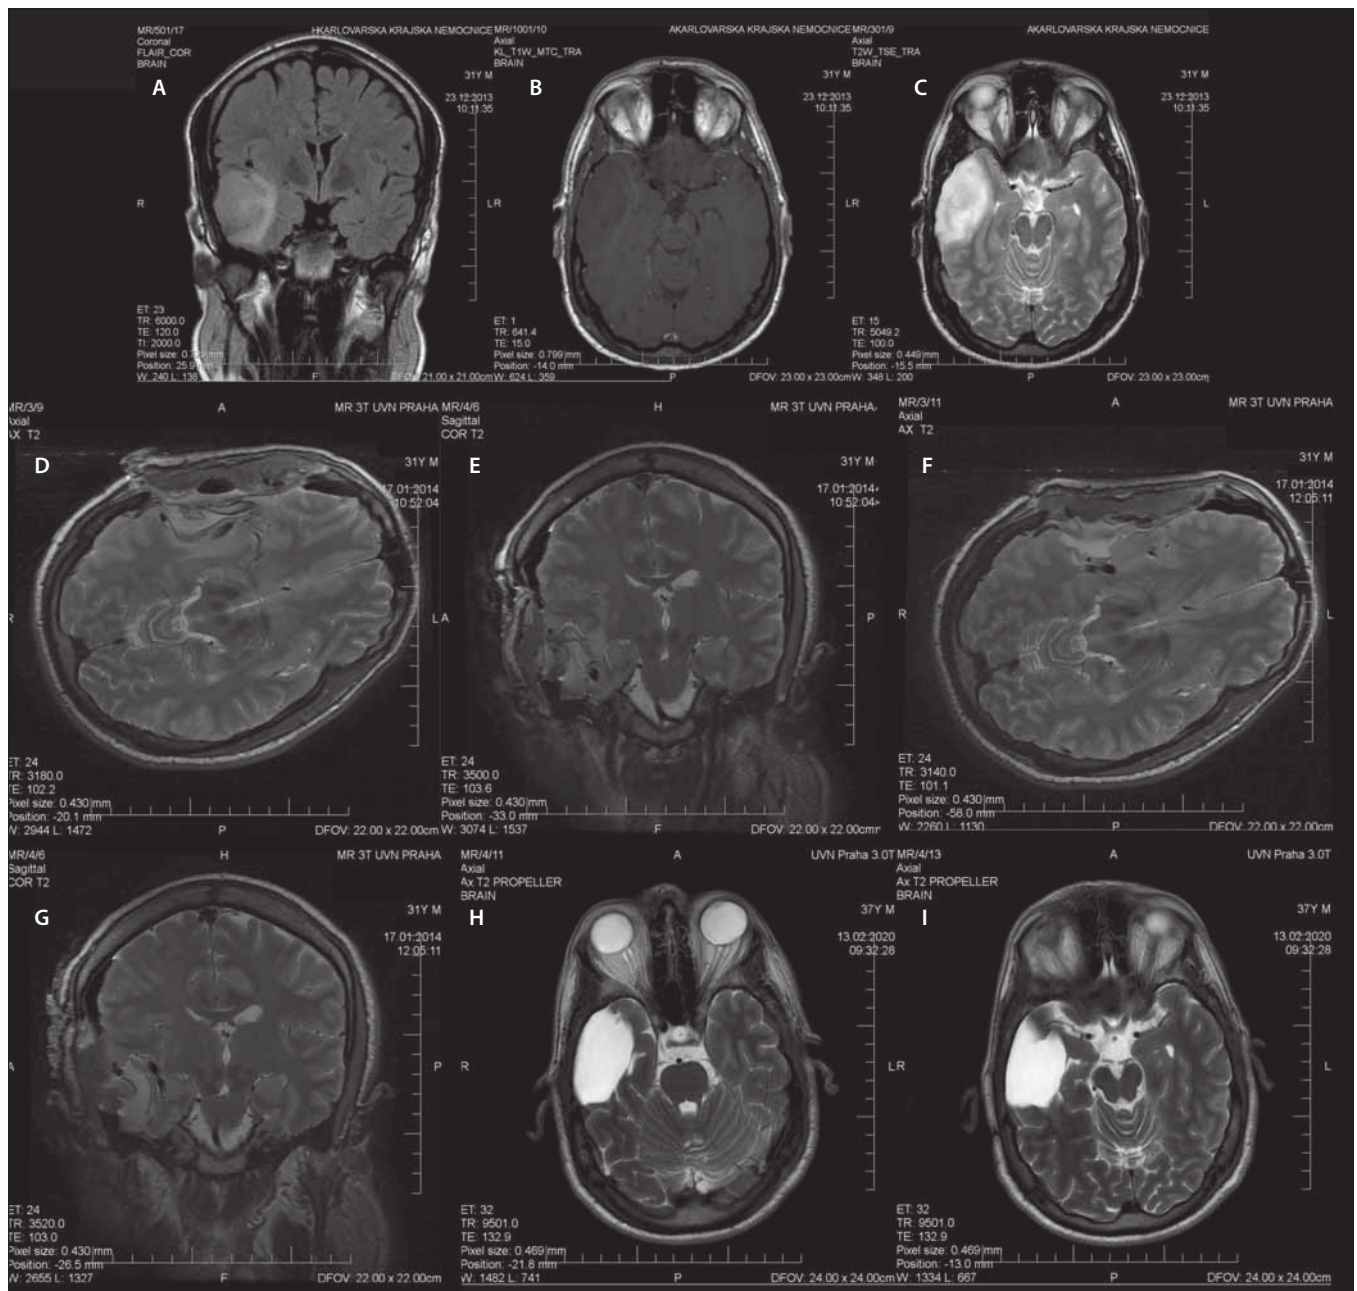 MR/501/17
Coronal
FLAIR_COR
BRAIN
HKARLOVARSKA KRAJSKA NEMOCNICE
31Y M
23.12.2013
10:11:35
A
R
L
ET: 23
TR: 6000.0
TE: 120.0
TI: 2000.0
W: 240 L: 138
F
DFOV: 21.00 x 21.00cm
MR/1001/10
Axial
KL_T1W_MTC_TRA
BRAIN
AKARLOVARSKA KRAJSKA NEMOCNICE
31Y M
23.12.2013
10:11:35
B
R
L
ET: 1
TR: 641.4
TE: 15.0
Pixel size: 0.799 mm
Position: -14.0 mm
W: 624 L: 359
P
DFOV: 23.00 x 23.00cm
MR/301/9
Axial
T2W_TSE_TRA
BRAIN
AKARLOVARSKA KRAJSKA NEMOCNICE
31Y M
23.12.2013
10:11:35
C
R
L
ET: 15
TR: 5049.2
TE: 100.0
Pixel size: 0.449 mm
Position: -15.5 mm
W: 348 L: 200
P
DFOV: 23.00 x 23.00cm
MR/3/9
Axial
AX T2
A
MR 3T UVN PRAHA
31Y M
17.01.2014
10:52:04
D
R
L
ET: 24
TR: 3180.0
TE: 102.2
Pixel size: 0.430 mm
Position: -20.1 mm
W: 2944 L: 1472
P
DFOV: 22.00 x 22.00cm
MR/4/6
Sagittal
COR T2
H
MR 3T UVN PRAHA
31Y M
17.01.2014
10:52:04
E
A
P
ET: 24
TR: 3500.0
TE: 103.6
Pixel size: 0.430 mm
Position: -33.0 mm
W: 3074 L: 1537
F
DFOV: 22.00 x 22.00cm
MR/3/11
Axial
AX T2
A
MR 3T UVN PRAHA
31Y M
17.01.2014
12:05:11
F
R
L
ET: 24
TR: 3140.0
TE: 101.1
Pixel size: 0.430 mm
Position: -58.0 mm
W: 2260 L: 1130
P
DFOV: 22.00 x 22.00cm
MR/4/6
Sagittal
COR T2
H
MR 3T UVN PRAHA
31Y M
17.01.2014
12:05:11
G
A
P
ET: 24
TR: 3520.0
TE: 103.0
Pixel size: 0.430 mm
Position: -26.5 mm
W: 2655 L: 1327
F
DFOV: 22.00 x 22.00cm
MR/4/11
Axial
Ax T2 PROPELLER
BRAIN
A
UVN Praha 3.0T
37Y M
13.02.2020
09:32:28
H
R
L
ET: 32
TR: 9501.0
TE: 132.9
Pixel size: 0.469 mm
Position: -21.8 mm
W: 1482 L: 741
P
DFOV: 24.00 x 24.00cm
MR/4/13
Axial
Ax T2 PROPELLER
BRAIN
A
UVN Praha 3.0T
37Y M
13.02.2020
09:32:28
I
R
L
ET: 32
TR: 9501.0
TE: 132.9
Pixel size: 0.469 mm
Position: -13.0 mm
W: 1334 L: 667
P
DFOV: 24.00 x 24.00cm